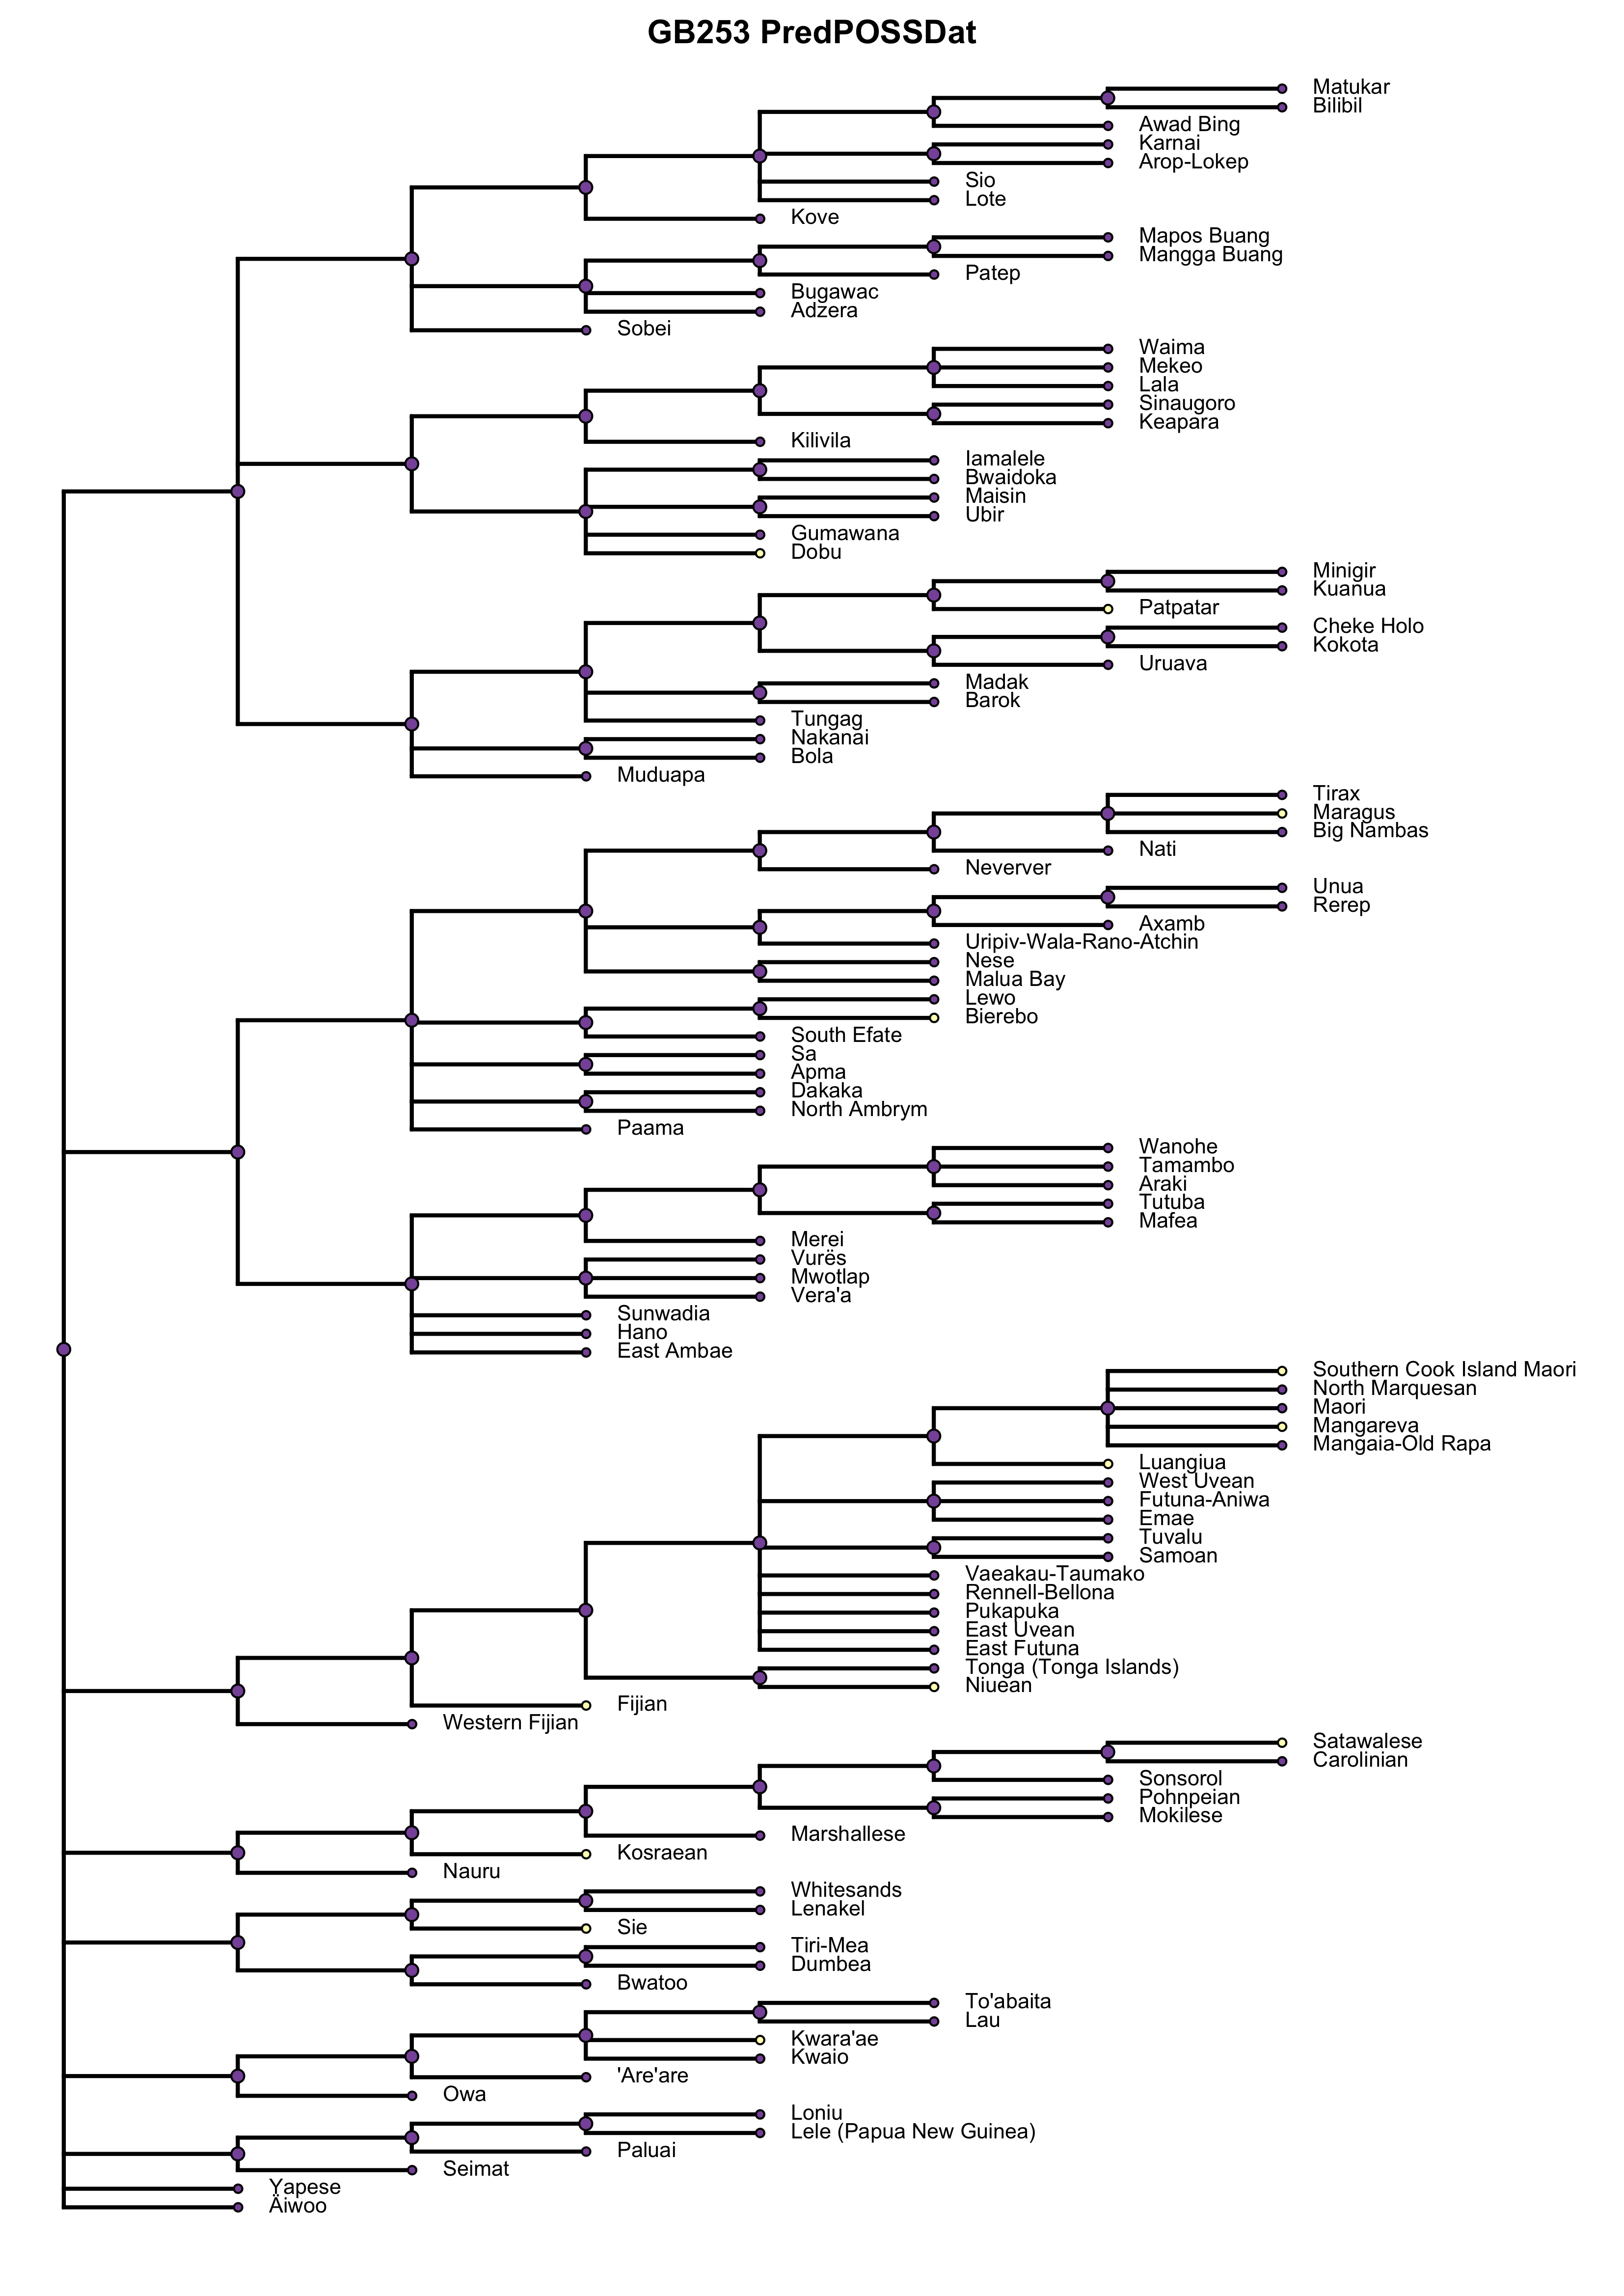 GB253 PredPOSSDat
Matukar
Bilibil
Awad Bing
Karnai
Arop-Lokep
Sio
Lote
Kove
Mapos Buang
Mangga Buang
Patep
Bugawac
Adzera
Sobei
Waima
Mekeo
Lala
Sinaugoro
Keapara
Kilivila
Iamalele
Bwaidoka
Maisin
Ubir
Gumawana
Dobu
Minigir
Kuanua
Patpatar
Cheke Holo
Kokota
Uruava
Madak
Barok
Tungag
Nakanai
Bola
Muduapa
Tirax
Maragus
Big Nambas
Nati
Neverver
Unua
Rerep
Axamb
Uripiv-Wala-Rano-Atchin
Nese
Malua Bay
Lewo
Bierebo
South Efate
Sa
Apma
Dakaka
North Ambrym
Paama
Wanohe
Tamambo
Araki
Tutuba
Mafea
Merei
Vurës
Mwotlap
Vera'a
Sunwadia
Hano
East Ambae
Southern Cook Island Maori
North Marquesan
Maori
Mangareva
Mangaia-Old Rapa
Luangiua
West Uvean
Futuna-Aniwa
Emae
Tuvalu
Samoan
Vaeakau-Taumako
Rennell-Bellona
Pukapuka
East Uvean
East Futuna
Tonga (Tonga Islands)
Niuean
Fijian
Western Fijian
Satawalese
Carolinian
Sonsorol
Pohnpeian
Mokilese
Marshallese
Kosraean
Nauru
Whitesands
Lenakel
Sie
Tiri-Mea
Dumbea
Bwatoo
To'abaita
Lau
Kwara'ae
Kwaio
'Are'are
Owa
Loniu
Lele (Papua New Guinea)
Paluai
Seimat
Yapese
Äiwoo